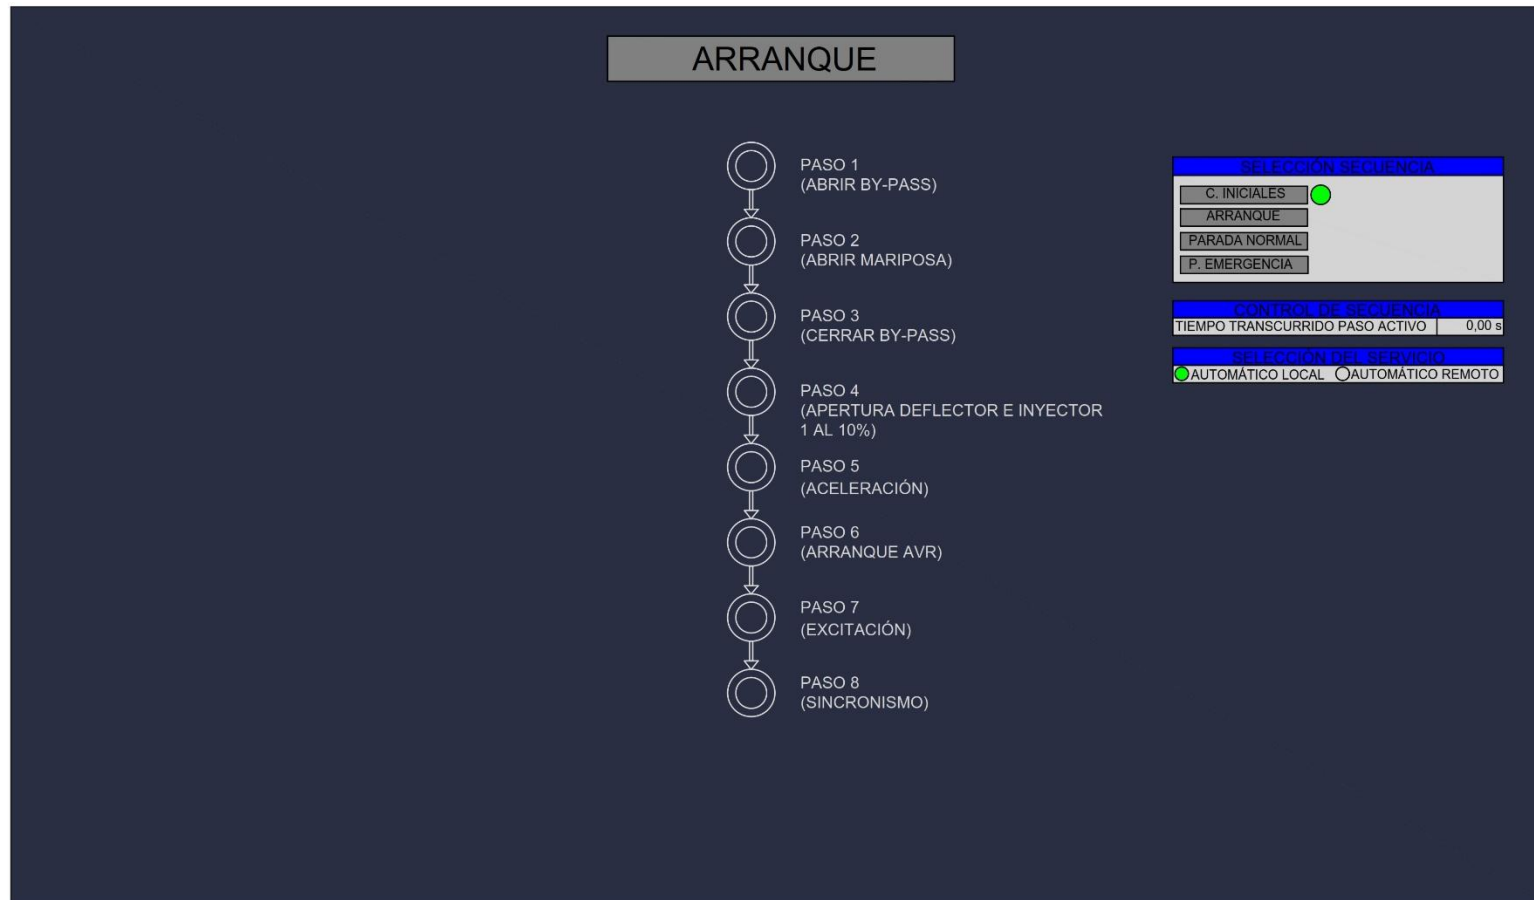 ARRANQUE
PASO 1
(ABRIR BY-PASS)
PASO 2
(ABRIR MARIPOSA)
PASO 3
(CERRAR BY-PASS)
PASO 4
(APERTURA DEFLECTOR E INYECTOR
1 AL 10%)
PASO 5
(ACELERACIÓN)
PASO 6
(ARRANQUE AVR)
PASO 7
(EXCITACIÓN)
PASO 8
(SINCRONISMO)
SELECCIÓN SECUENCIA
C. INICIALES
ARRANQUE
PARADA NORMAL
P. EMERGENCIA
CONTROL DE SECUENCIA
TIEMPO TRANSCURRIDO PASO ACTIVO 0,00 s
SELECCIÓN DEL SERVICIO
AUTOMÁTICO LOCAL AUTOMÁTICO REMOTO